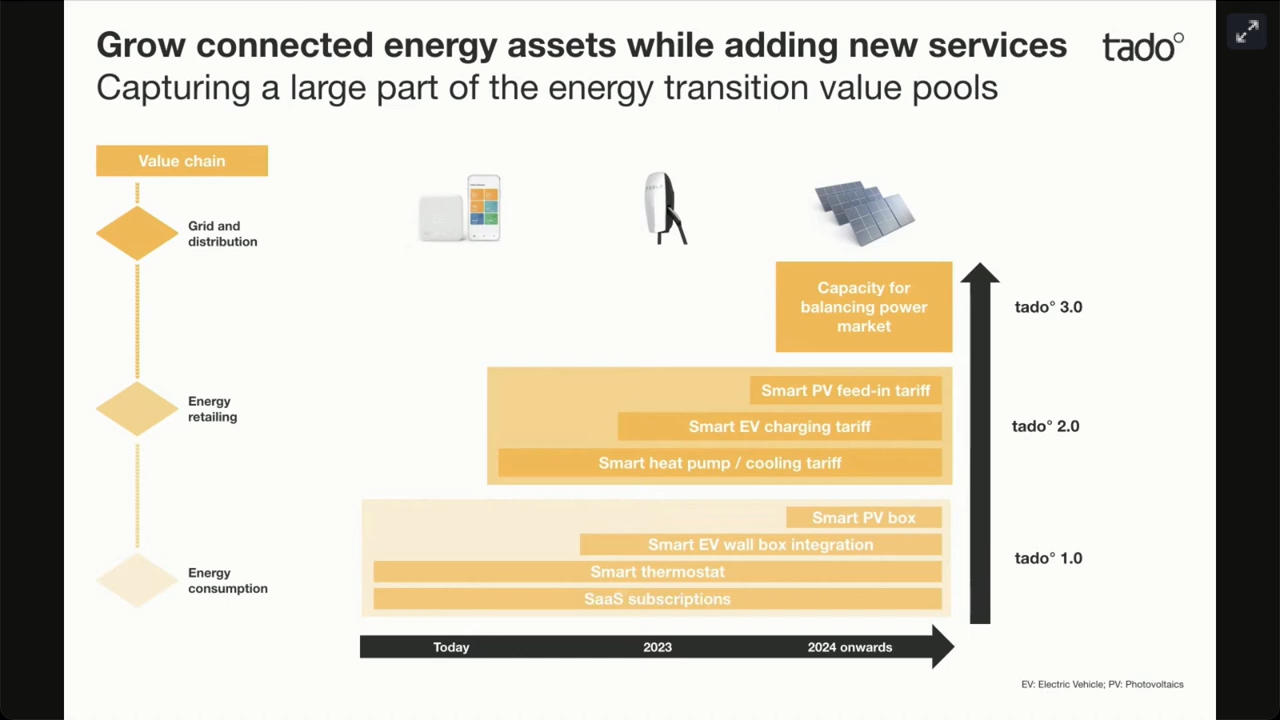 Grow connected energy assets while adding new services
tado°
Capturing a large part of the energy transition value pools
Value chain
Grid and
distribution
Capacity for
balancing power
market
tado° 3.0
Energy
retailing
Smart PV feed-in tariff
Smart EV charging tariff
Smart heat pump / cooling tariff
tado° 2.0
Energy
consumption
Smart PV box
Smart EV wall box integration
Smart thermostat
SaaS subscriptions
tado° 1.0
Today
2023
2024 onwards
EV: Electric Vehicle; PV: Photovoltaics